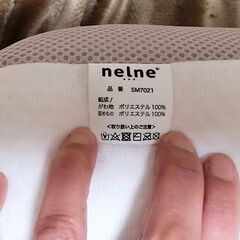 nelne
品 番 SM7021
組成/
がわ地 ポリエステル 100%
詰めもの ポリエステル 100%
<取り扱い上のご注意>